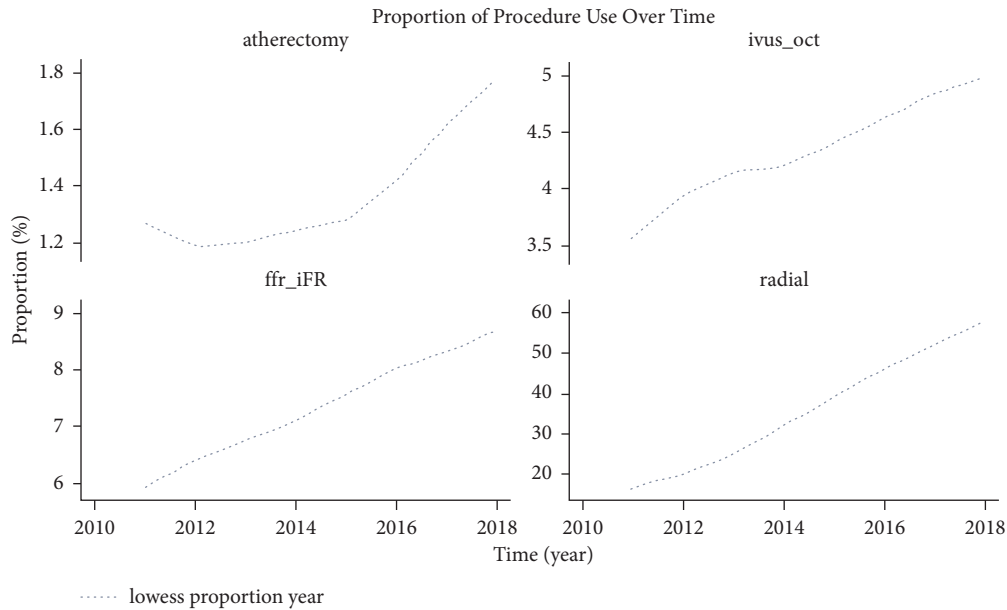 Proportion of Procedure Use Over Time
atherectomy
ivus_oct
1.8
1.6
1.4
1.2
5
4.5
4
3.5
Proportion (%)
ffr_iFR
radial
9
8
7
6
60
50
40
30
20
2010 2012 2014 2016 2018
2010 2012 2014 2016 2018
Time (year)
lowess proportion year